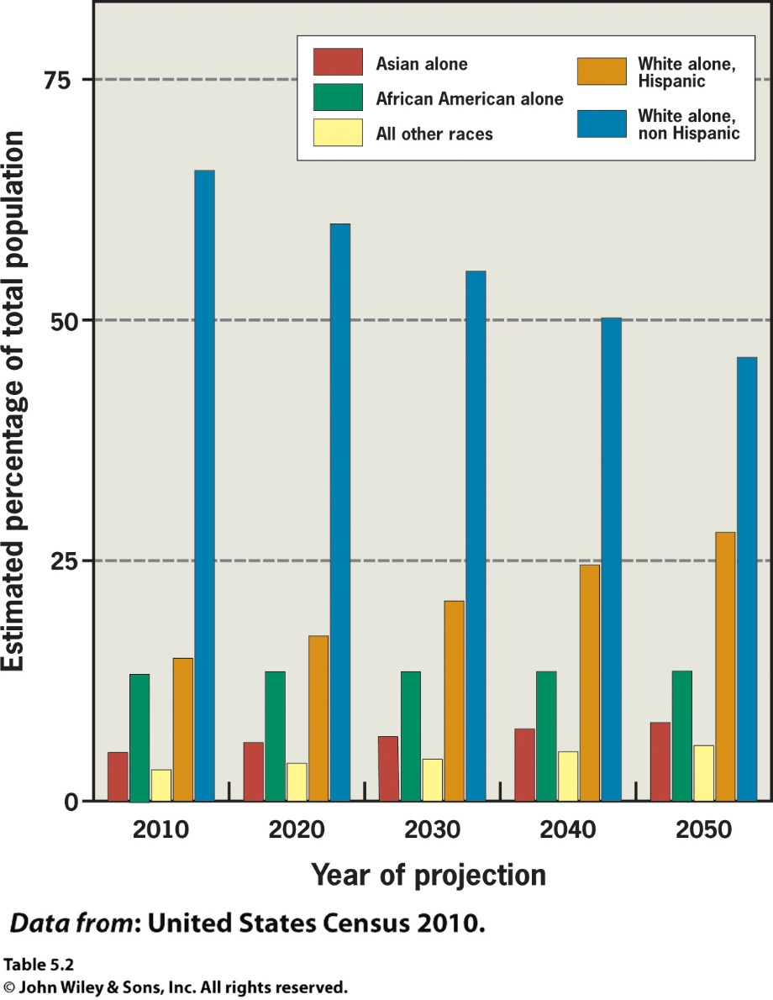 Estimated percentage of total population
75
50
25
0
Asian alone
African American alone
All other races
White alone,
Hispanic
White alone,
non Hispanic
2010 2020 2030 2040 2050
Year of projection
Data from: United States Census 2010.
Table 5.2
© John Wiley & Sons, Inc. All rights reserved.